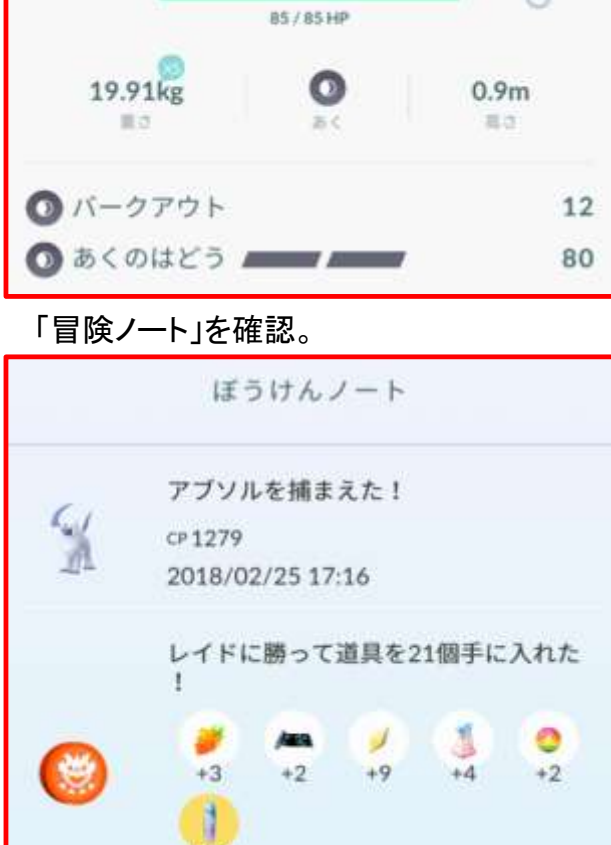 85 / 85 HP
XS
19.91kg
0.9m
重さ
あく
高さ
バークアウト
12
あくのはどう
80
「冒険ノート」を確認。
ぼうけんノート
アブソルを捕まえた！
CP 1279
2018/02/25 17:16
レイドに勝って道具を21個手に入れた
！
+3
+2
+9
+4
+2